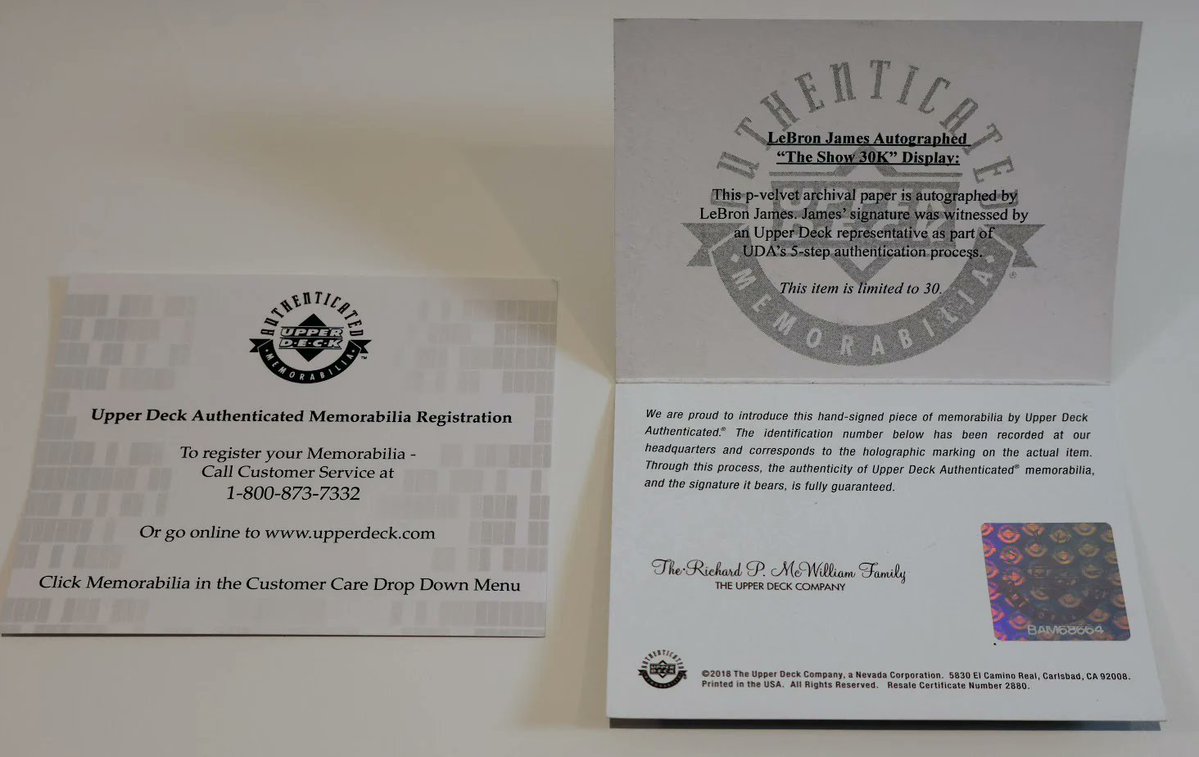 AUTHENTICATED
UPPER
D·E·C·K
MEMORABILIA
Upper Deck Authenticated Memorabilia Registration
To register your Memorabilia -
Call Customer Service at
1-800-873-7332
Or go online to www.upperdeck.com
Click Memorabilia in the Customer Care Drop Down Menu
AUTHENTICATED
UPPER
DECK
MEMORABILIA
LeBron James Autographed
“The Show 30K” Display:
This p-velvet archival paper is autographed by
LeBron James. James’ signature was witnessed by
an Upper Deck representative as part of
UDA’s 5-step authentication process.
This item is limited to 30.
We are proud to introduce this hand-signed piece of memorabilia by Upper Deck
Authenticated.® The identification number below has been recorded at our
headquarters and corresponds to the holographic marking on the actual item.
Through this process, the authenticity of Upper Deck Authenticated® memorabilia,
and the signature it bears, is fully guaranteed.
The Richard P. McWilliam Family
THE UPPER DECK COMPANY
BAM68664
©2018 The Upper Deck Company, a Nevada Corporation. 5830 El Camino Real, Carlsbad, CA 92008.
Printed in the USA. All Rights Reserved. Resale Certificate Number 2880.